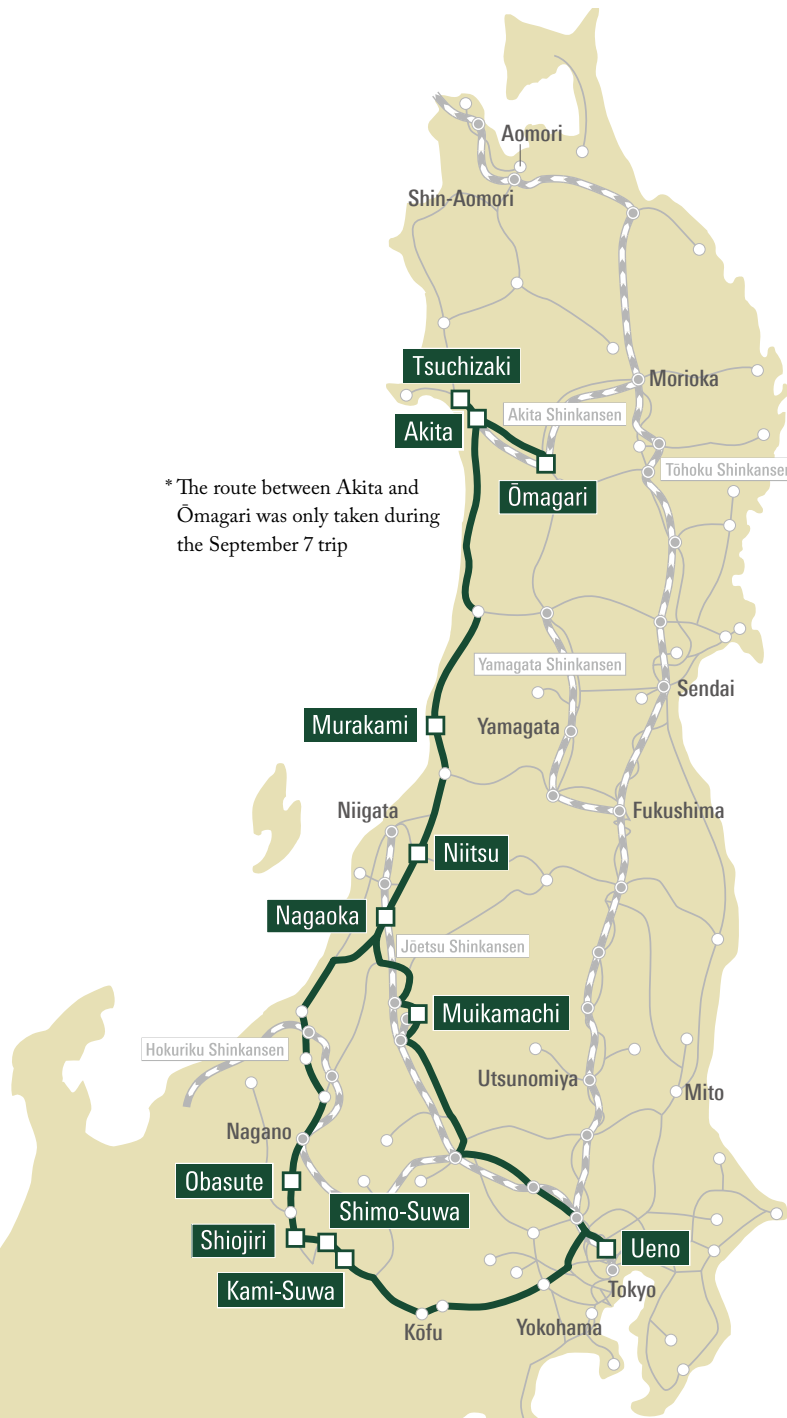 Aomori
Shin-Aomori
Tsuchizaki
Morioka
Akita Shinkansen
Akita
Tōhoku Shinkansen
Ōmagari
* The route between Akita and
Ōmagari was only taken during
the September 7 trip
Yamagata Shinkansen
Sendai
Murakami
Yamagata
Niigata
Fukushima
Niitsu
Nagaoka
Jōetsu Shinkansen
Muikamachi
Hokuriku Shinkansen
Utsunomiya
Mito
Nagano
Obasute
Shimo-Suwa
Shiojiri
Ueno
Kami-Suwa
Tokyo
Yokohama
Kōfu